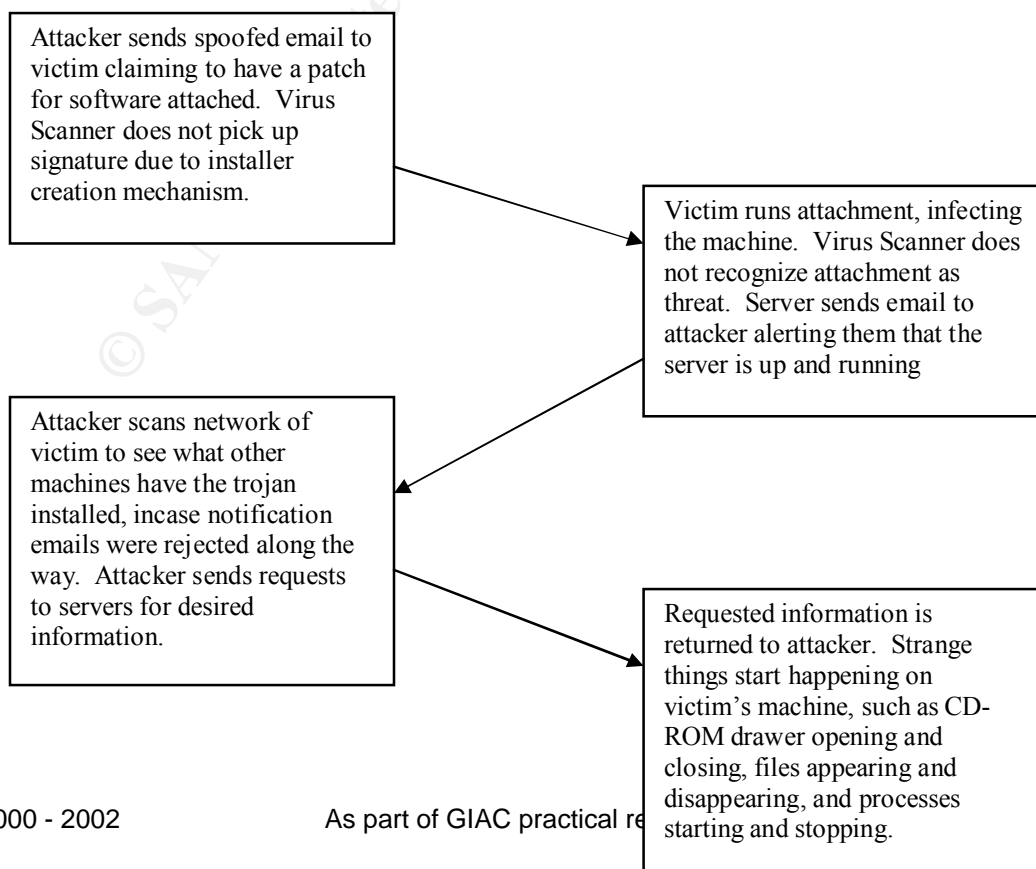 Attacker sends spoofed email to
victim claiming to have a patch
for software attached.  Virus
Scanner does not pick up
signature due to installer
creation mechanism.
Victim runs attachment, infecting
the machine.  Virus Scanner does
not recognize attachment as
threat.  Server sends email to
attacker alerting them that the
server is up and running
Attacker scans network of
victim to see what other
machines have the trojan
installed, incase notification
emails were rejected along the
way.  Attacker sends requests
to servers for desired
information.
Requested information is
returned to attacker.  Strange
things start happening on
victim's machine, such as CD-
ROM drawer opening and
closing, files appearing and
disappearing, and processes
starting and stopping.
© SA
000 - 2002
As part of GIAC practical re